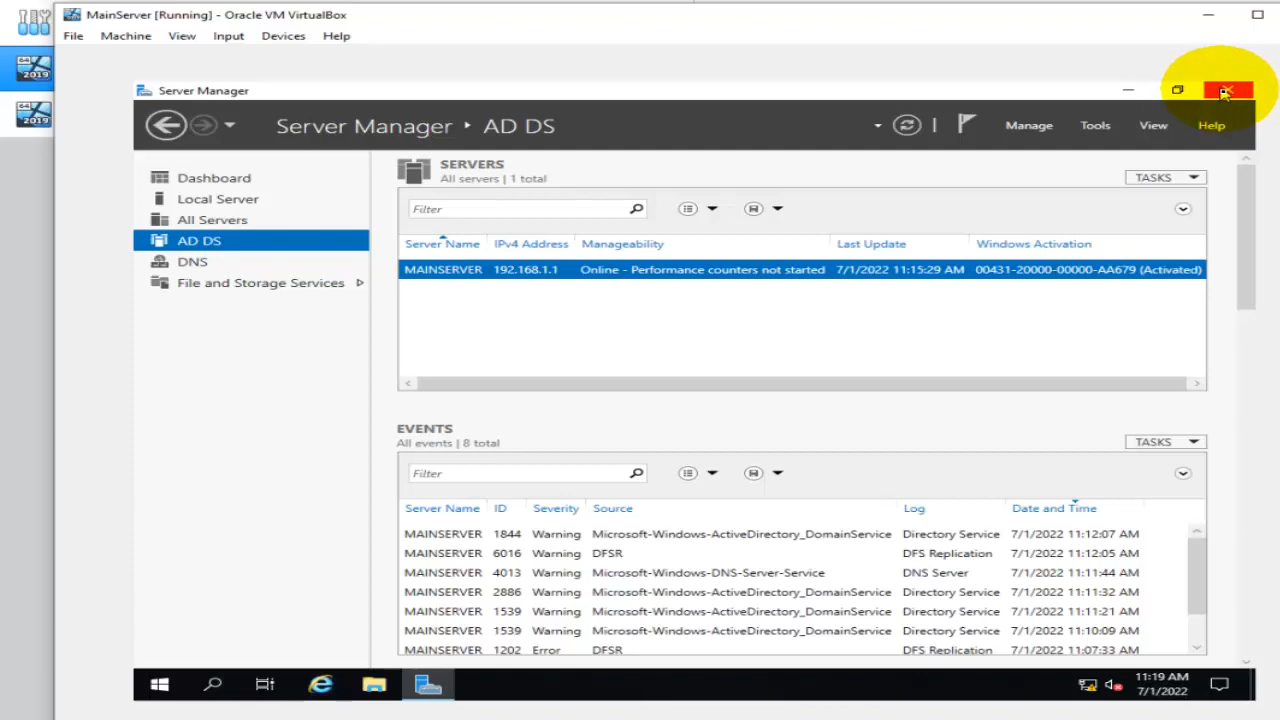 MainServer [Running] - Oracle VM VirtualBox
File Machine View Input Devices Help
64 2019
64 2019
Server Manager
Server Manager ‣ AD DS
Manage Tools View Help
Dashboard
Local Server
All Servers
AD DS
DNS
File and Storage Services
SERVERS
All servers | 1 total
TASKS
Filter
Server Name IPv4 Address Manageability Last Update Windows Activation
MAINSERVER 192.168.1.1 Online - Performance counters not started 7/1/2022 11:15:29 AM 00431-20000-00000-AA679 (Activated)
EVENTS
All events | 8 total
TASKS
Filter
Server Name ID Severity Source Log Date and Time
MAINSERVER 1844 Warning Microsoft-Windows-ActiveDirectory_DomainService Directory Service 7/1/2022 11:12:07 AM
MAINSERVER 6016 Warning DFSR DFS Replication 7/1/2022 11:12:05 AM
MAINSERVER 4013 Warning Microsoft-Windows-DNS-Server-Service DNS Server 7/1/2022 11:11:44 AM
MAINSERVER 2886 Warning Microsoft-Windows-ActiveDirectory_DomainService Directory Service 7/1/2022 11:11:32 AM
MAINSERVER 1539 Warning Microsoft-Windows-ActiveDirectory_DomainService Directory Service 7/1/2022 11:11:21 AM
MAINSERVER 1539 Warning Microsoft-Windows-ActiveDirectory_DomainService Directory Service 7/1/2022 11:10:09 AM
MAINSERVER 1202 Error DFSR DFS Replication 7/1/2022 11:07:33 AM
11:19 AM
7/1/2022